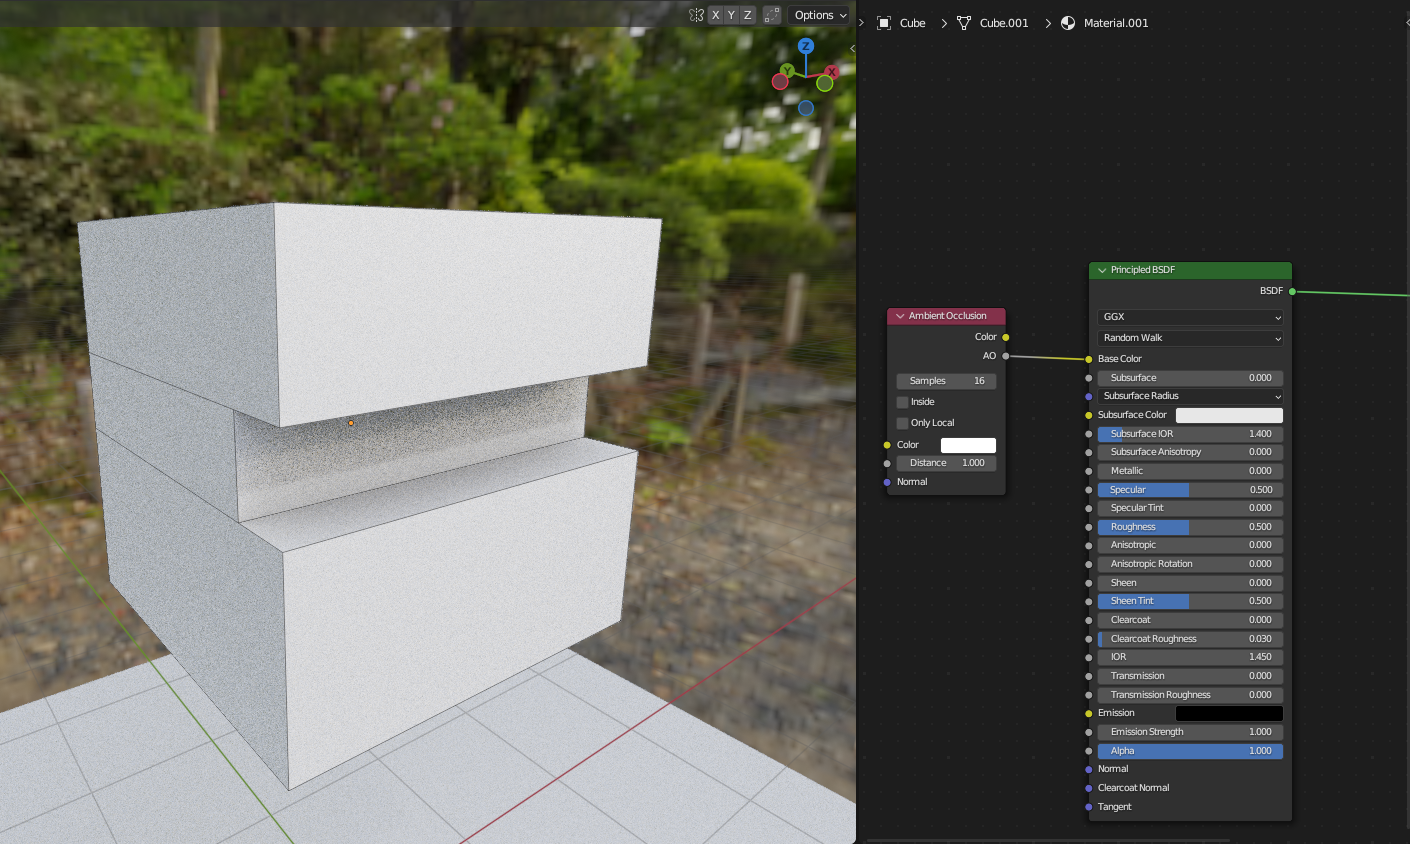 X Y Z Options
Z
Y X
Cube Cube.001 Material.001
Ambient Occlusion
Color
AO
Samples 16
Inside
Only Local
Color
Distance 1.000
Normal
Principled BSDF
BSDF
GGX
Random Walk
Base Color
Subsurface 0.000
Subsurface Radius
Subsurface Color
Subsurface IOR 1.400
Subsurface Anisotropy 0.000
Metallic 0.000
Specular 0.500
Specular Tint 0.000
Roughness 0.500
Anisotropic 0.000
Anisotropic Rotation 0.000
Sheen 0.000
Sheen Tint 0.500
Clearcoat 0.000
Clearcoat Roughness 0.030
IOR 1.450
Transmission 0.000
Transmission Roughness 0.000
Emission
Emission Strength 1.000
Alpha 1.000
Normal
Clearcoat Normal
Tangent